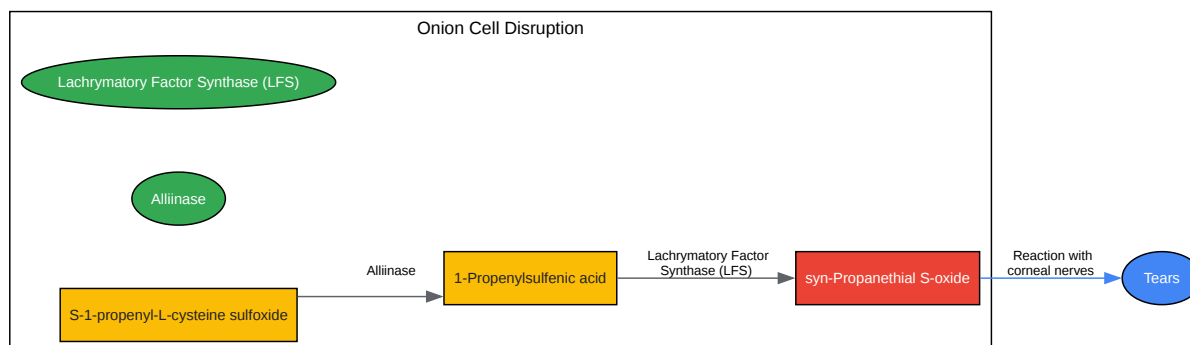 Onion Cell Disruption
Lachrymatory Factor Synthase (LFS)
Alliinase
S-1-propenyl-L-cysteine sulfoxide
Alliinase
1-Propenylsulfenic acid
Lachrymatory Factor
Synthase (LFS)
syn-Propanethial S-oxide
Reaction with
corneal nerves
Tears